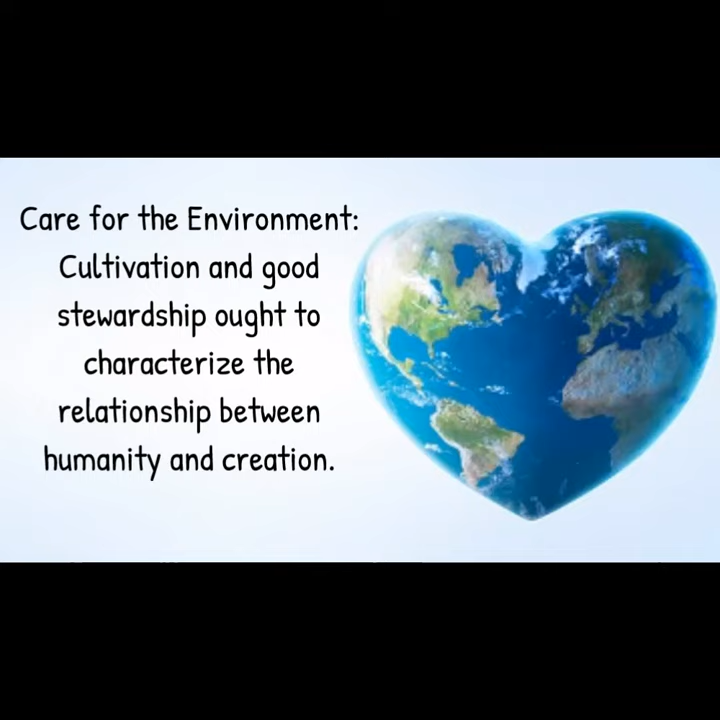 Care for the Environment:
Cultivation and good
stewardship ought to
characterize the
relationship between
humanity and creation.